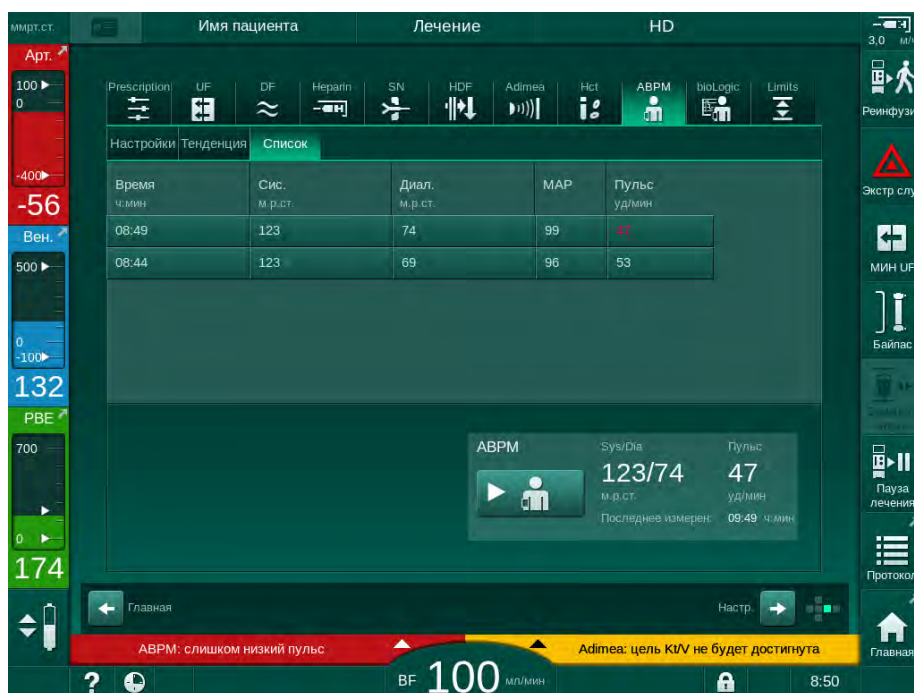 ммрт.ст.
Имя пациента
Лечение
HD
3,0 м/ч
Арт.
100
0
-400
-56
Вен.
500
0
-100
132
PBE
700
0
174
Prescription
UF
DF
Heparin
SN
HDF
Adimea
Hct
ABPM
bioLogic
Limits
Настройки Тенденция Список
Время Сис. Диал. MAP Пульс
ч:мин м.р.ст. м.р.ст. уд/мин
08:49 123 74 99 47
08:44 123 69 96 53
ABPM Sys/Dia Пульс
123/74 47
м.р.ст. уд/мин
Последнее измерен: 09:49 ч:мин
Главная
Настр.
ABPM: слишком низкий пульс
Adimea: цель Kt/V не будет достигнута
?
BF 100 мл/мин
8:50
Реинфузи
Экстр слу
МИН UF
Байпас
Пауза
лечения
Протокол
Главная